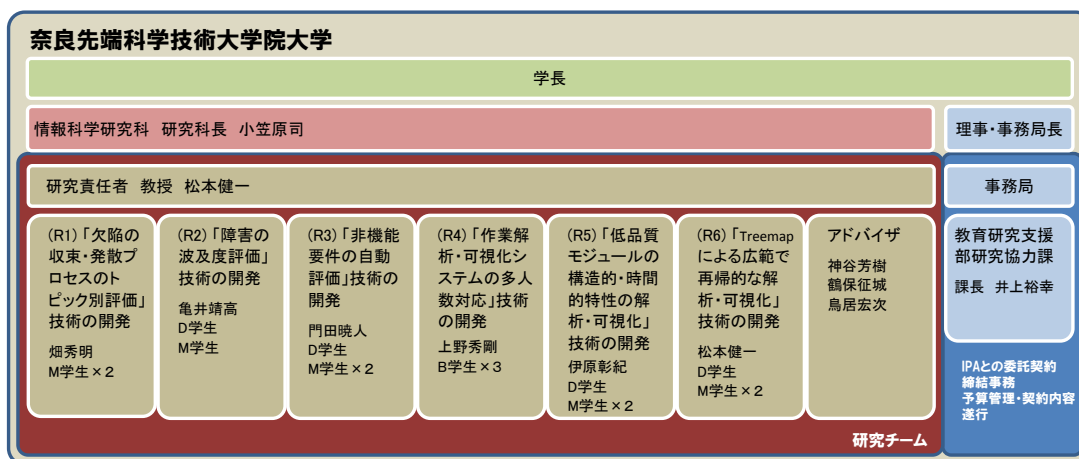 奈良先端科学技術大学院大学
学長
情報科学研究科 研究科長 小笠原司
理事・事務局長
研究責任者 教授 松本健一
事務局
(R1)「欠陥の
収束・発散プ
ロセスのト
ピック別評価」
技術の開発
畑秀明
M学生×2
(R2)「障害の
波及度評価」
技術の開発
亀井靖高
D学生
M学生
(R3)「非機能
要件の自動
評価」技術の
開発
門田暁人
D学生
M学生×2
(R4)「作業解
析・可視化シ
ステムの多人
数対応」技術
の開発
上野秀剛
B学生×3
(R5)「低品質
モジュールの
構造的・時間
的特性の解
析・可視化」
技術の開発
伊原彰紀
D学生
M学生×2
(R6)「Treemap
による広範で
再帰的な解
析・可視化」
技術の開発
松本健一
D学生
M学生×2
アドバイザ
神谷芳樹
鶴保征城
鳥居宏次
教育研究支援
部研究協力課
課長 井上裕幸
IPAとの委託契約
締結事務
予算管理・契約内容
遂行
研究チーム